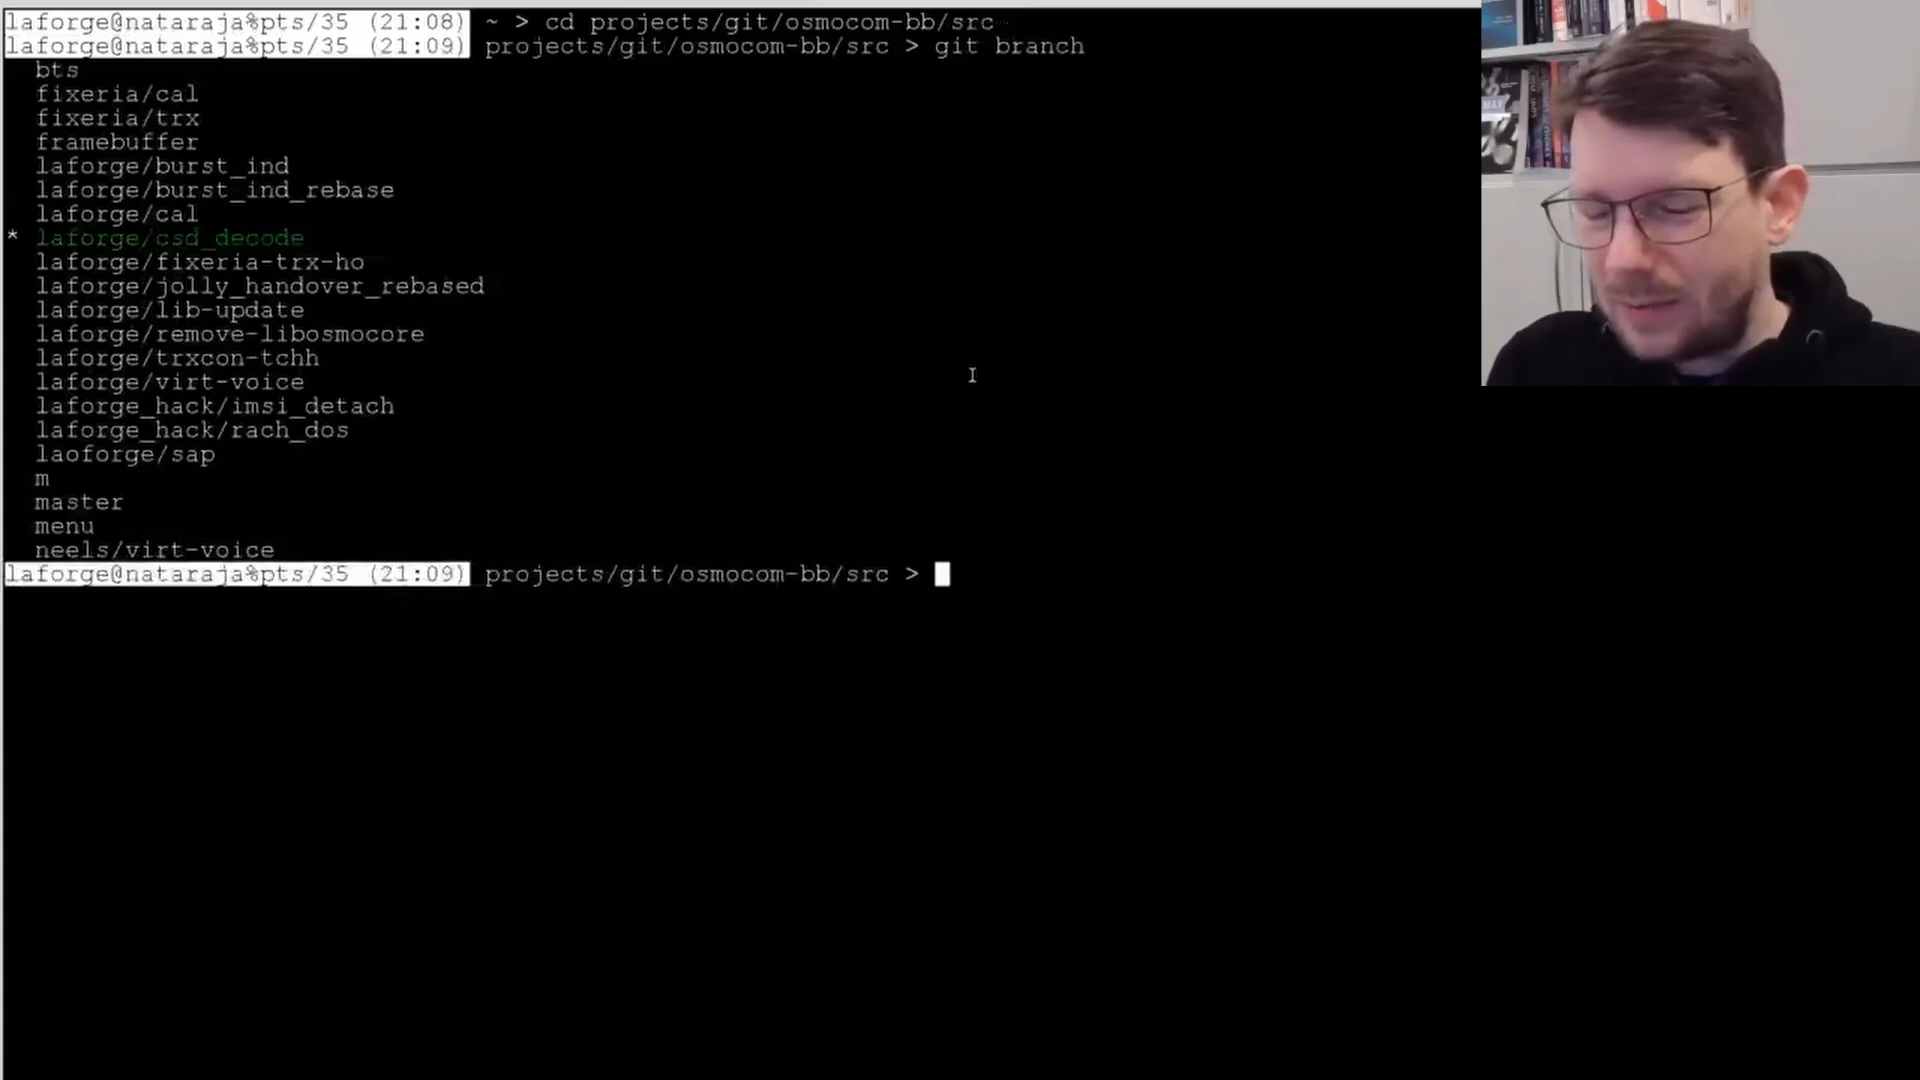 laforge@nataraja%pts/35 (21:08) ~ > cd projects/git/osmocom-bb/src
laforge@nataraja%pts/35 (21:09) projects/git/osmocom-bb/src > git branch
bts
fixeria/cal
fixeria/trx
framebuffer
laforge/burst_ind
laforge/burst_ind_rebase
laforge/cal
* laforge/csd_decode
laforge/fixeria-trx-ho
laforge/jolly_handover_rebased
laforge/lib-update
laforge/remove-libosmocore
laforge/trxcon-tchh
laforge/virt-voice
laforge_hack/imsi_detach
laforge_hack/rach_dos
laoforge/sap
m
master
menu
neels/virt-voice
laforge@nataraja%pts/35 (21:09) projects/git/osmocom-bb/src >